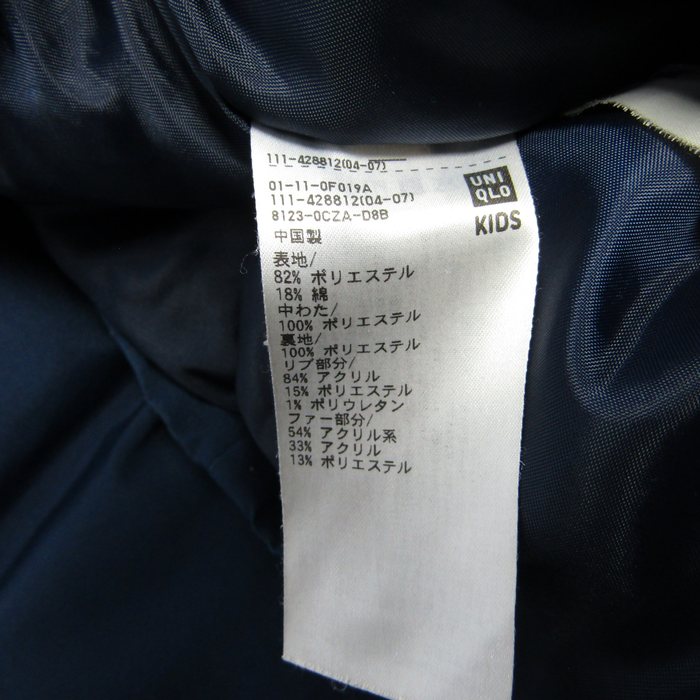 111-428812(04-07)
01-11-0F019A
111-428812(04-07)
8123-0CZA-D8B
UNI
QLO
KIDS
中国製
表地/
82% ポリエステル
18% 綿
中わた/
100% ポリエステル
裏地/
100% ポリエステル
リブ部分/
84% アクリル
15% ポリエステル
1% ポリウレタン
ファー部分/
54% アクリル系
33% アクリル
13% ポリエステル